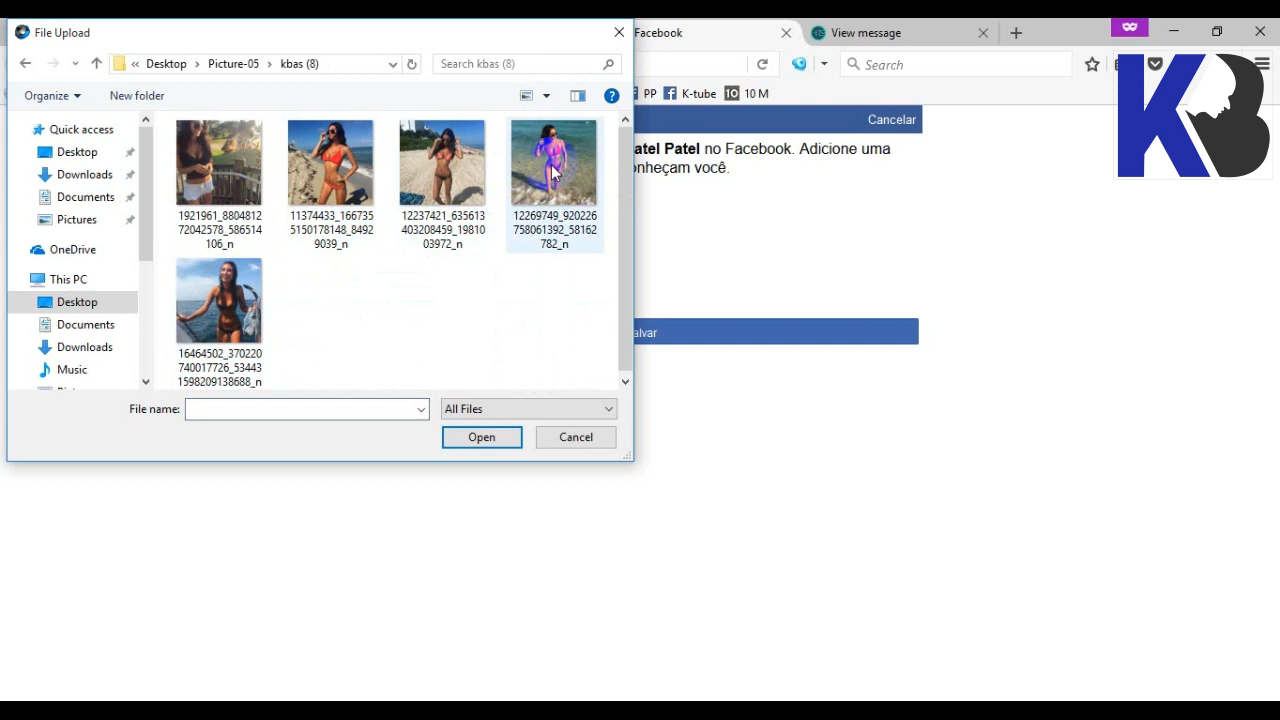 File Upload
Facebook
View message
« Desktop › Picture-05 › kbas (8)
Search kbas (8)
Search
Organize
New folder
PP
K-tube
10 10 M
Quick access
Desktop
Downloads
Documents
Pictures
OneDrive
This PC
Desktop
Documents
Downloads
Music
1921961_8804812
72042578_586514
106_n
11374433_166735
5150178148_8492
9039_n
12237421_635613
403208459_19810
03972_n
12269749_920226
758061392_58162
782_n
16464502_370220
740017726_53443
1598209138688_n
Cancelar
atel Patel no Facebook. Adicione uma
onheçam você.
alvar
File name:
All Files
Open
Cancel
KB